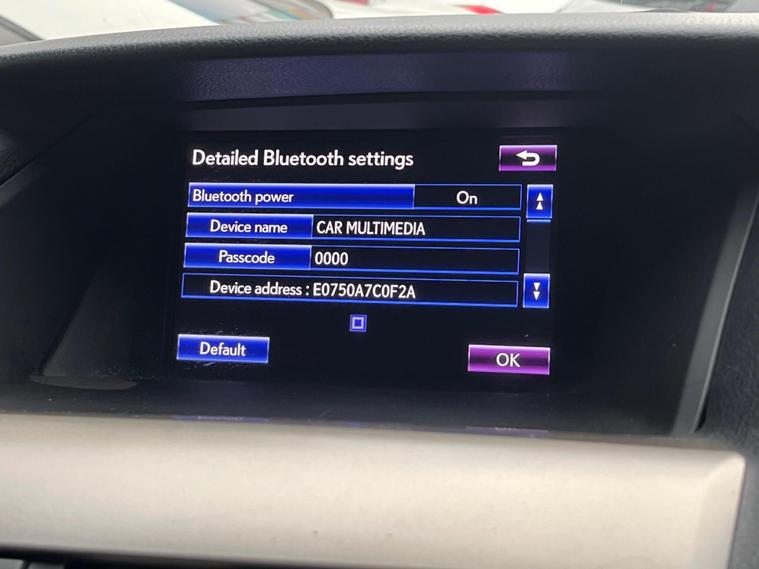 Detailed Bluetooth settings
Bluetooth power On
Device name CAR MULTIMEDIA
Passcode 0000
Device address : E0750A7C0F2A
Default OK